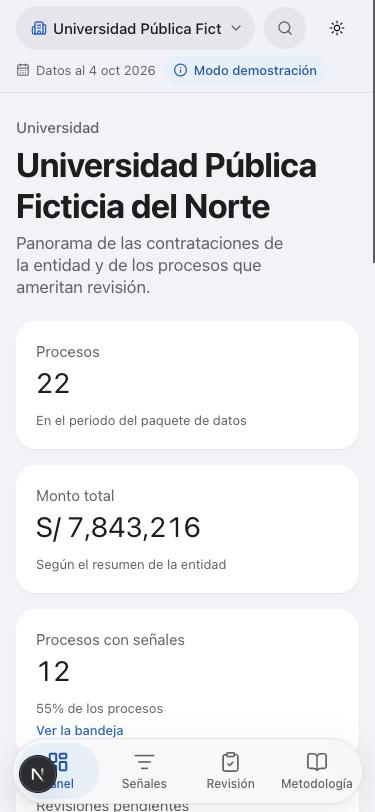 Universidad Pública Fict
Datos al 4 oct 2026
Modo demostración
Universidad
Universidad Pública
Ficticia del Norte
Panorama de las contrataciones de
la entidad y de los procesos que
ameritan revisión.
Procesos
22
En el periodo del paquete de datos
Monto total
S/ 7,843,216
Según el resumen de la entidad
Procesos con señales
12
55% de los procesos
Ver la bandeja
N
Señales
Revisión
Metodología
Revisiones pendientes